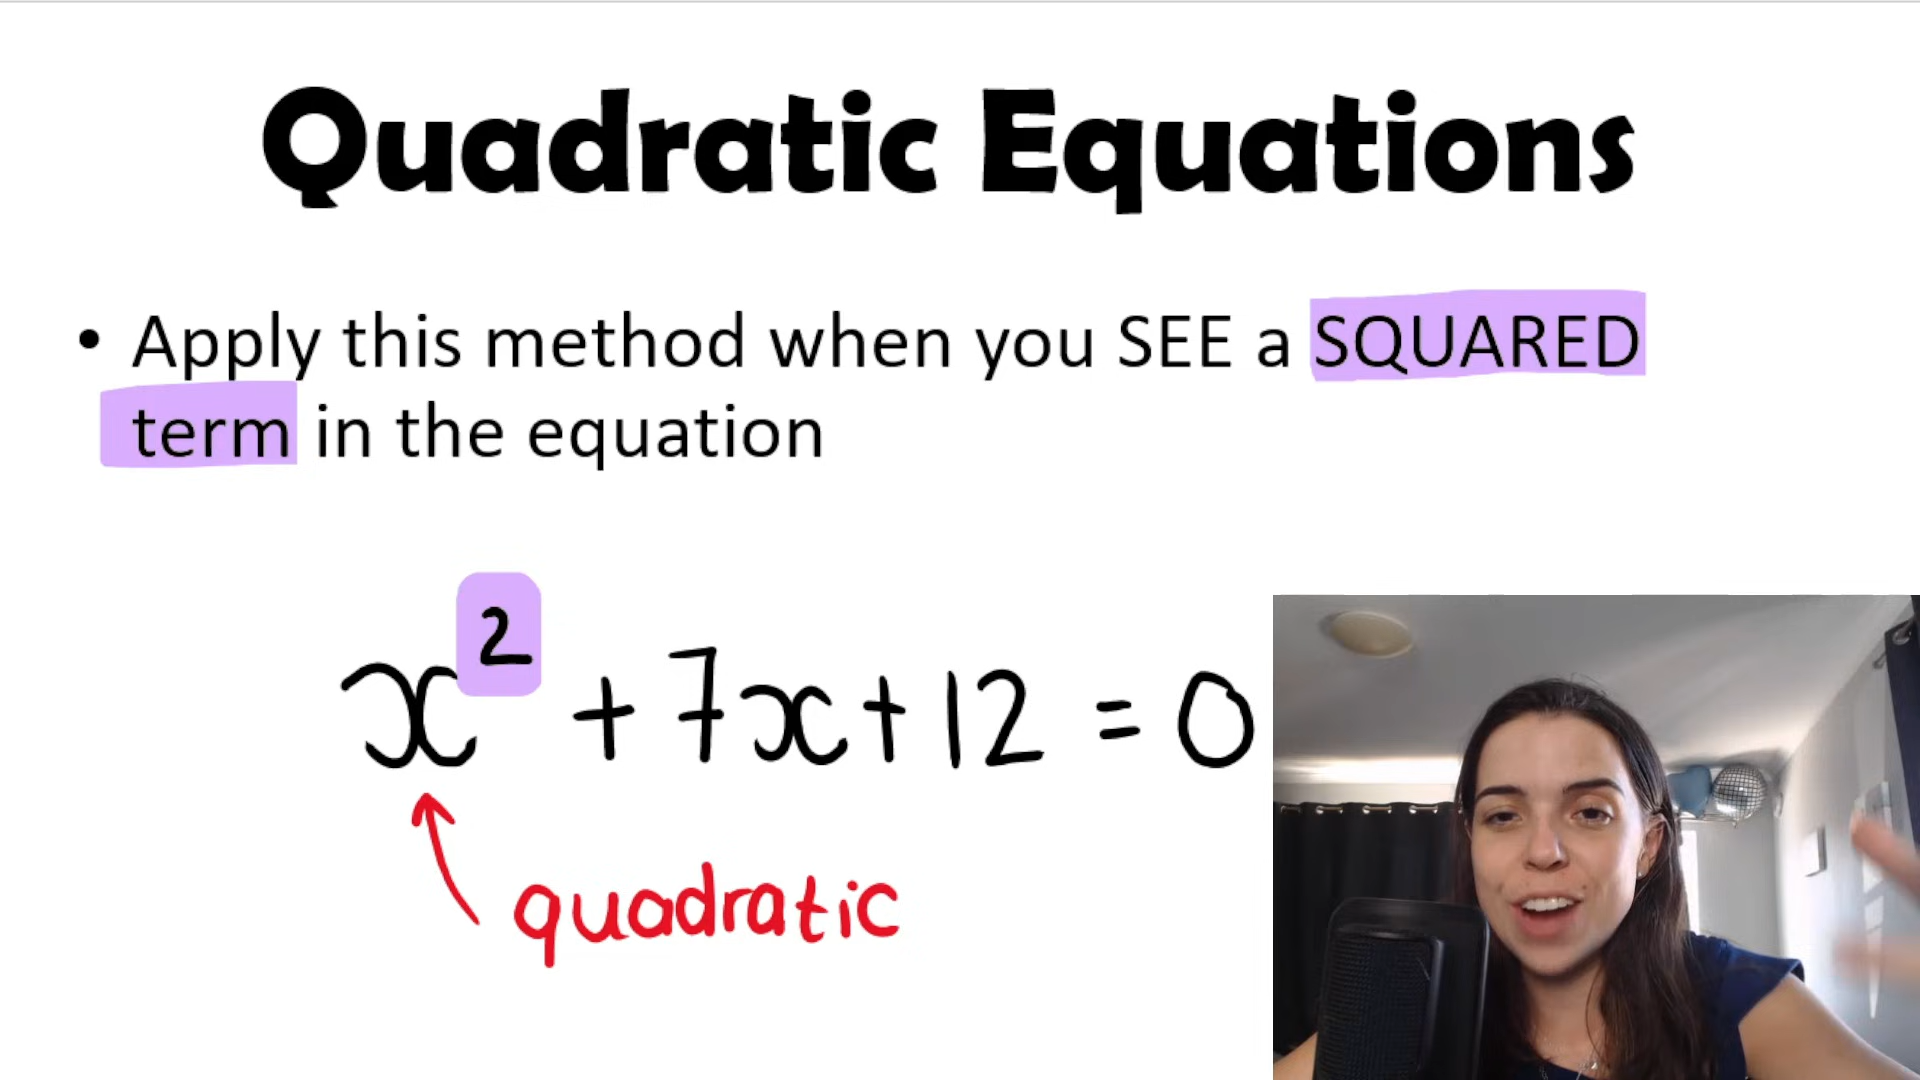 Quadratic Equations
• Apply this method when you SEE a SQUARED
term in the equation
x² + 7x + 12 = 0
quadratic